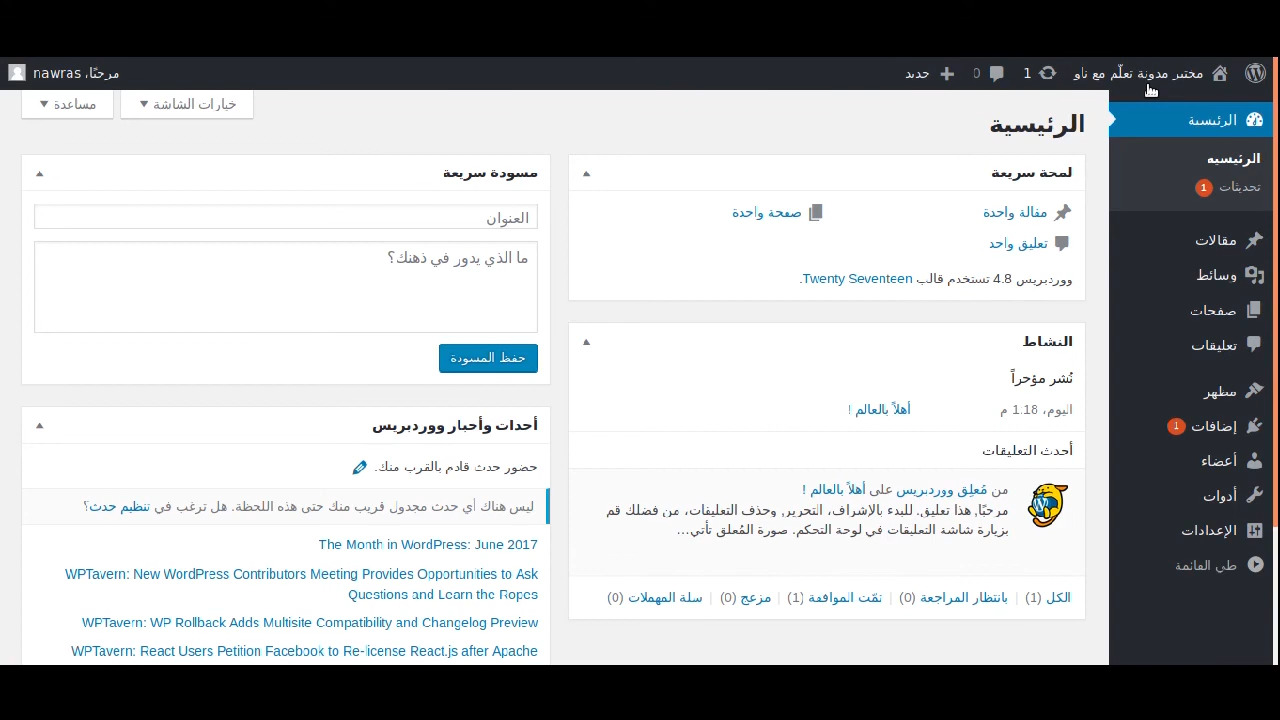 مختبر مدونة تعلّم مع ناو
1
0
جديد
مرحبًا، nawras
الرئيسية
الرئيسية
تحديثات 1
مقالات
وسائط
صفحات
تعليقات
مظهر
إضافات 1
أعضاء
أدوات
الإعدادات
طي القائمة
خيارات الشاشة
مساعدة
الرئيسية
لمحة سريعة
مقالة واحدة
صفحة واحدة
تعليق واحد
ووردبريس 4.8 تستخدم قالب Twenty Seventeen.
النشاط
نُشر مؤخراً
اليوم، 1.18 م
أهلاً بالعالم !
أحدث التعليقات
من مُعلِق ووردبريس على أهلاً بالعالم !
مرحبًا, هذا تعليق. للبدء بالإشراف، التحرير، وحذف التعليقات، من فضلك قم
بزيارة شاشة التعليقات في لوحة التحكم. صورة المُعلق تأتي…
الكل (1) | بانتظار المراجعة (0) | تمّت الموافقة (1) | مزعج (0) | سلة المهملات (0)
مسودة سريعة
العنوان
ما الذي يدور في ذهنك؟
حفظ المسودة
أحداث وأخبار ووردبريس
حضور حدث قادم بالقرب منك.
ليس هناك أي حدث مجدول قريب منك حتى هذه اللحظة. هل ترغب في تنظيم حدث؟
The Month in WordPress: June 2017
WPTavern: New WordPress Contributors Meeting Provides Opportunities to Ask
Questions and Learn the Ropes
WPTavern: WP Rollback Adds Multisite Compatibility and Changelog Preview
WPTavern: React Users Petition Facebook to Re-license React.js after Apache